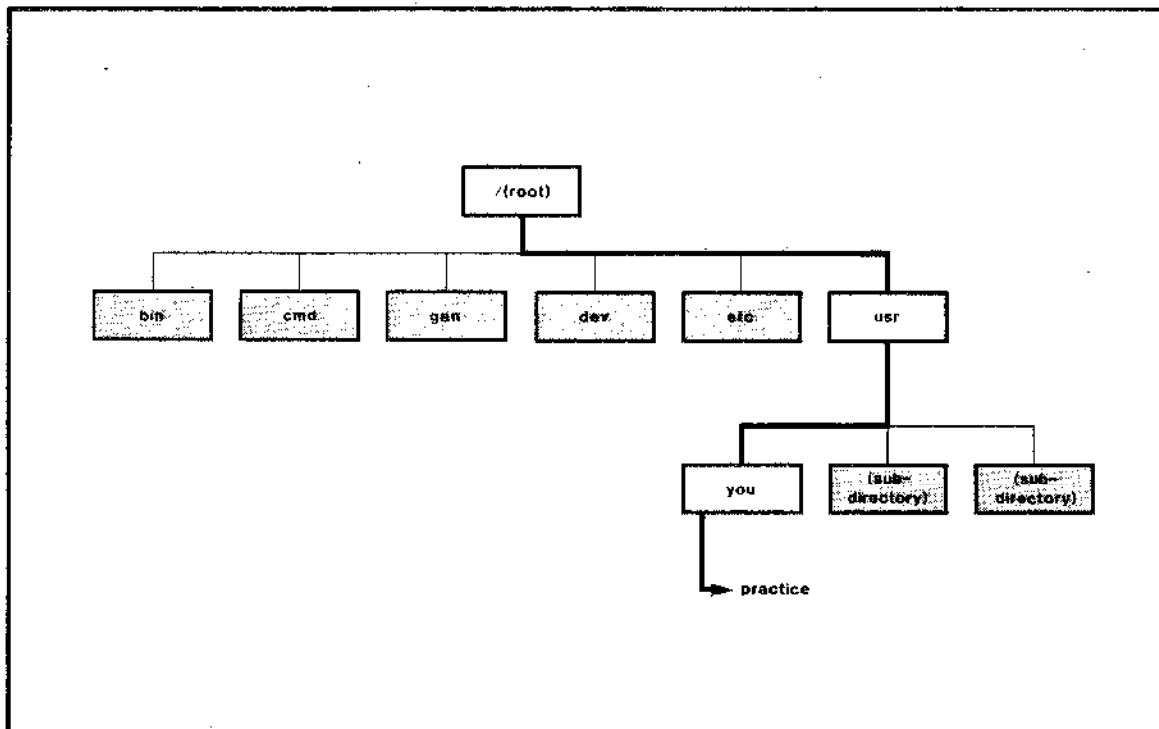 /(root)
bin
cmd
gen
dev
etc
usr
you
(sub-
directory)
(sub-
directory)
practice